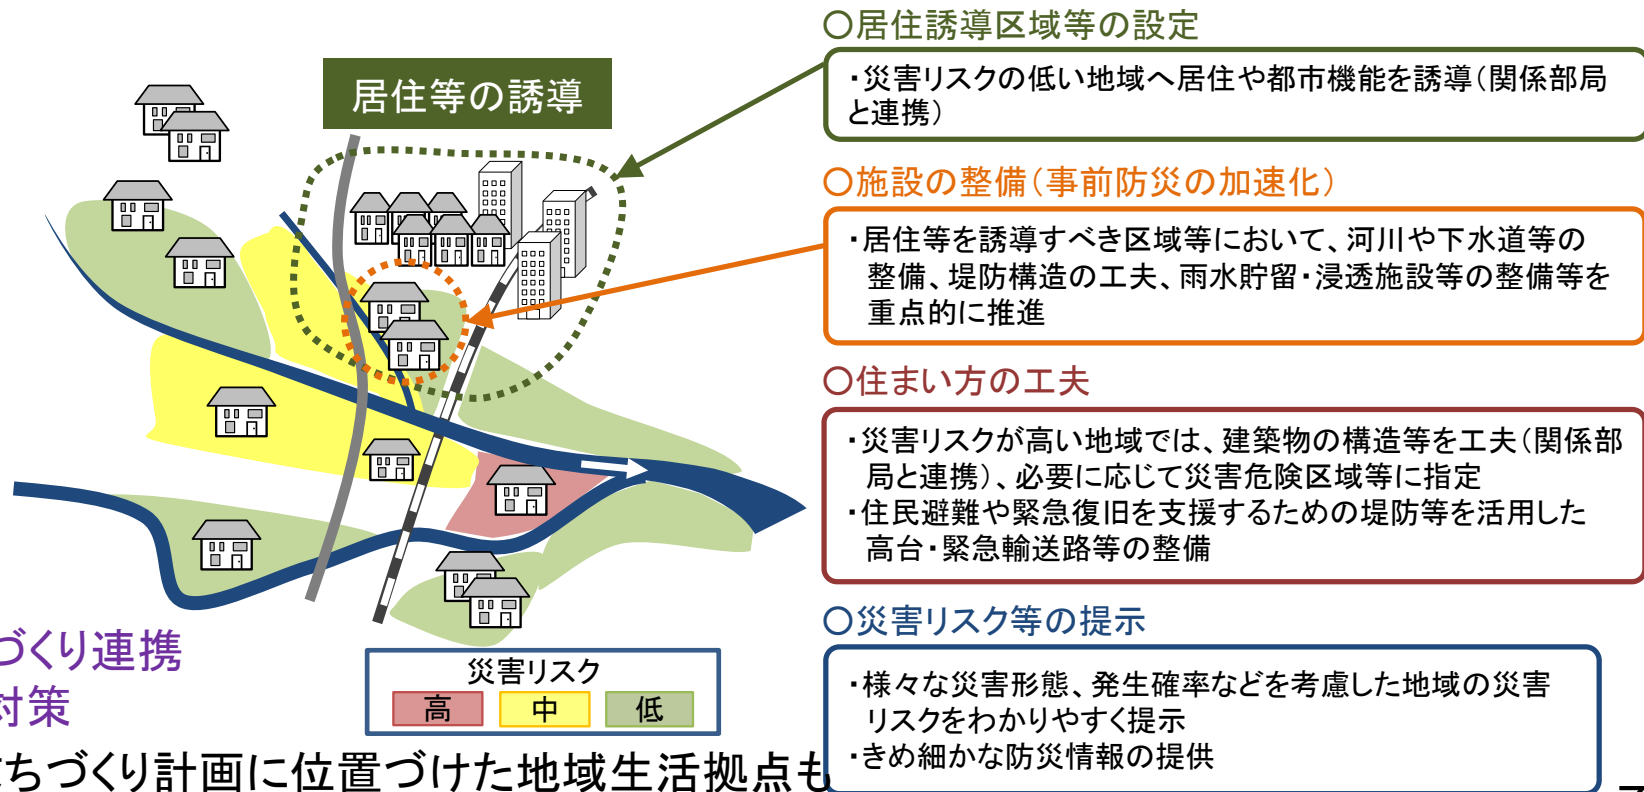 居住等の誘導
○居住誘導区域等の設定
・災害リスクの低い地域へ居住や都市機能を誘導（関係部局
と連携）
○施設の整備（事前防災の加速化）
・居住等を誘導すべき区域等において、河川や下水道等の
整備、堤防構造の工夫、雨水貯留・浸透施設等の整備等を
重点的に推進
○住まい方の工夫
・災害リスクが高い地域では、建築物の構造等を工夫（関係部
局と連携）、必要に応じて災害危険区域等に指定
・住民避難や緊急復旧を支援するための堤防等を活用した
高台・緊急輸送路等の整備
○災害リスク等の提示
・様々な災害形態、発生確率などを考慮した地域の災害
リスクをわかりやすく提示
・きめ細かな防災情報の提供
災害リスク
高 中 低
づくり連携
対策
ちづくり計画に位置づけた地域生活拠点も